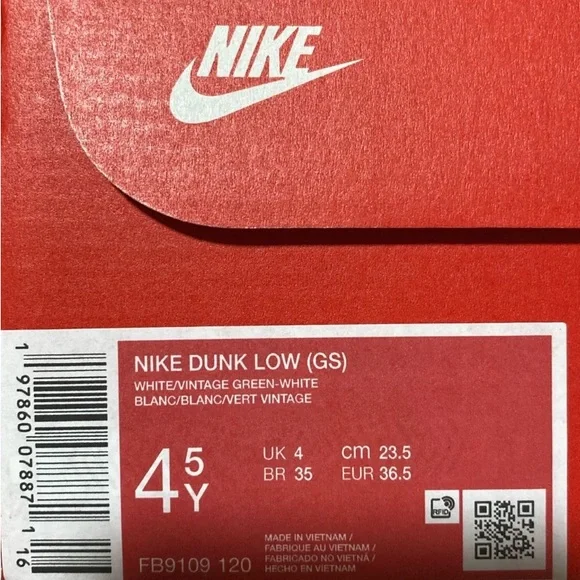 NIKE
NIKE DUNK LOW (GS)
WHITE/VINTAGE GREEN-WHITE
BLANC/BLANC/VERT VINTAGE
4 5Y
UK 4 cm 23.5
BR 35 EUR 36.5
RFID
MADE IN VIETNAM /
FABRIQUE AU VIETNAM /
FABRICADO NO VIETNÃ /
HECHO EN VIETNAM
FB9109 120
1 97860 07887 1 16